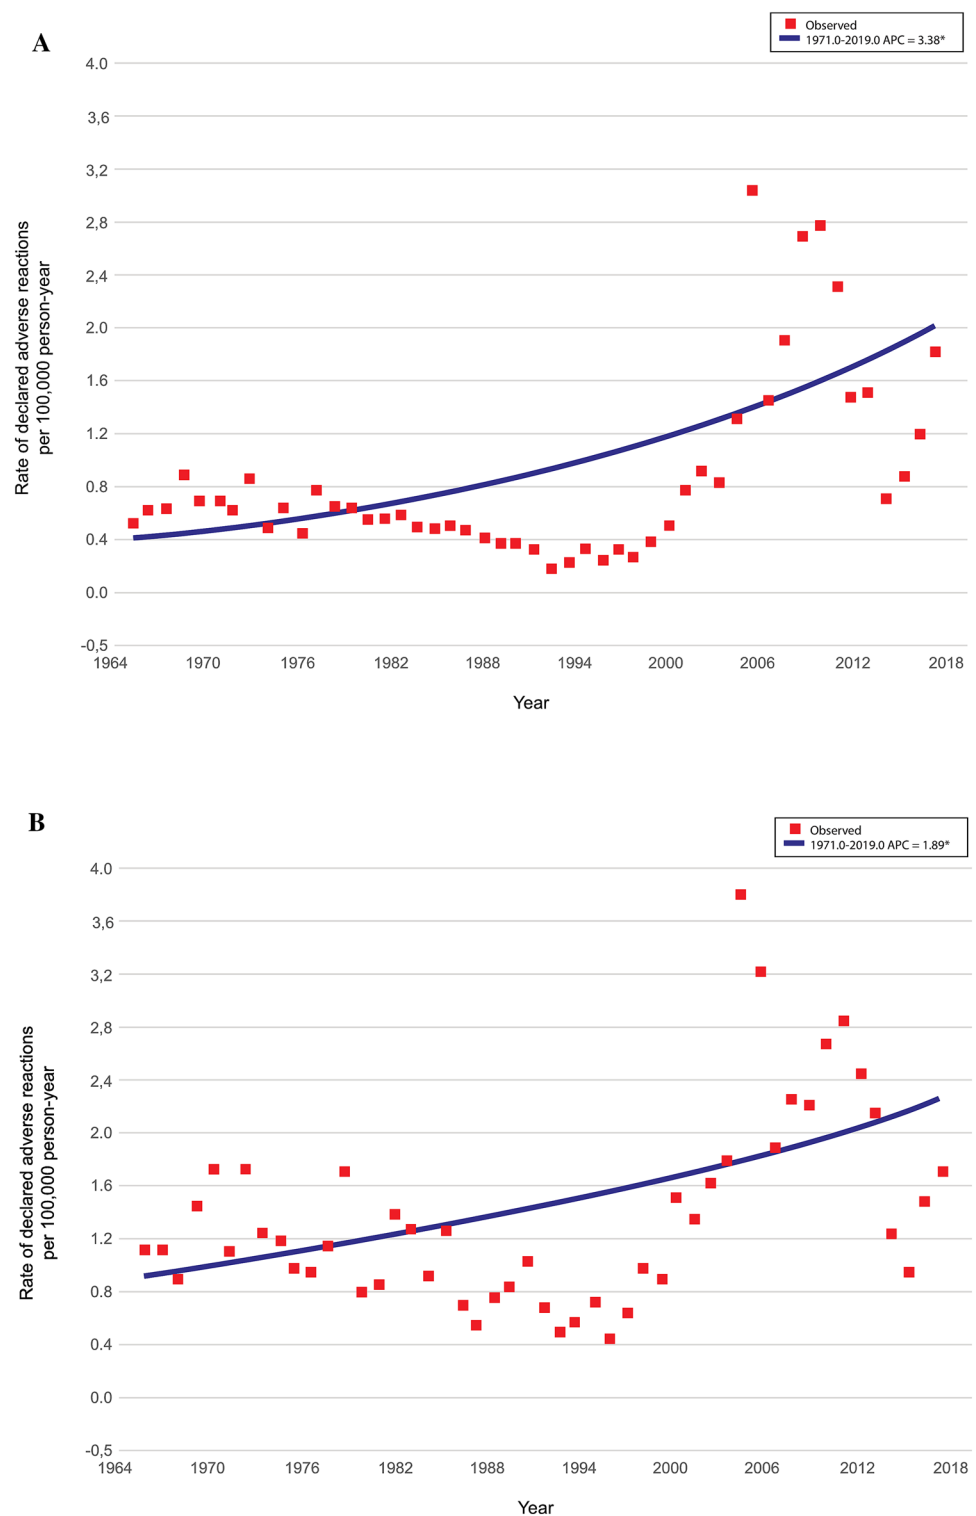 A
Observed
1971.0-2019.0 APC = 3.38*
4.0
3,6
3,2
2,8
2,4
2.0
1.6
1.2
0.8
0.4
0.0
-0,5
Rate of declared adverse reactions
per 100,000 person-year
1964 1970 1976 1982 1988 1994 2000 2006 2012 2018
Year
B
Observed
1971.0-2019.0 APC = 1.89*
4.0
3,6
3,2
2,8
2,4
2.0
1.6
1.2
0.8
0.4
0.0
-0,5
Rate of declared adverse reactions
per 100,000 person-year
1964 1970 1976 1982 1988 1994 2000 2006 2012 2018
Year